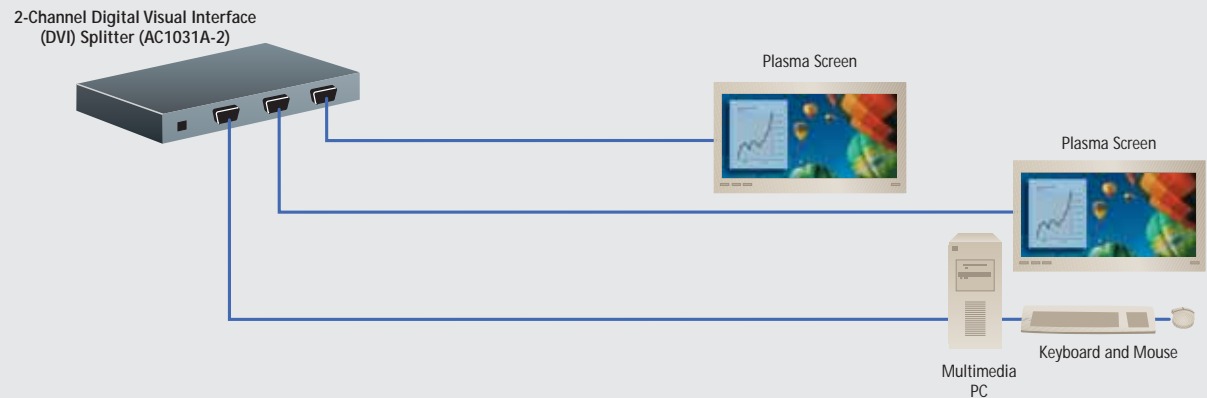 2-Channel Digital Visual Interface
(DVI) Splitter (AC1031A-2)
Plasma Screen
Plasma Screen
Keyboard and Mouse
Multimedia
PC